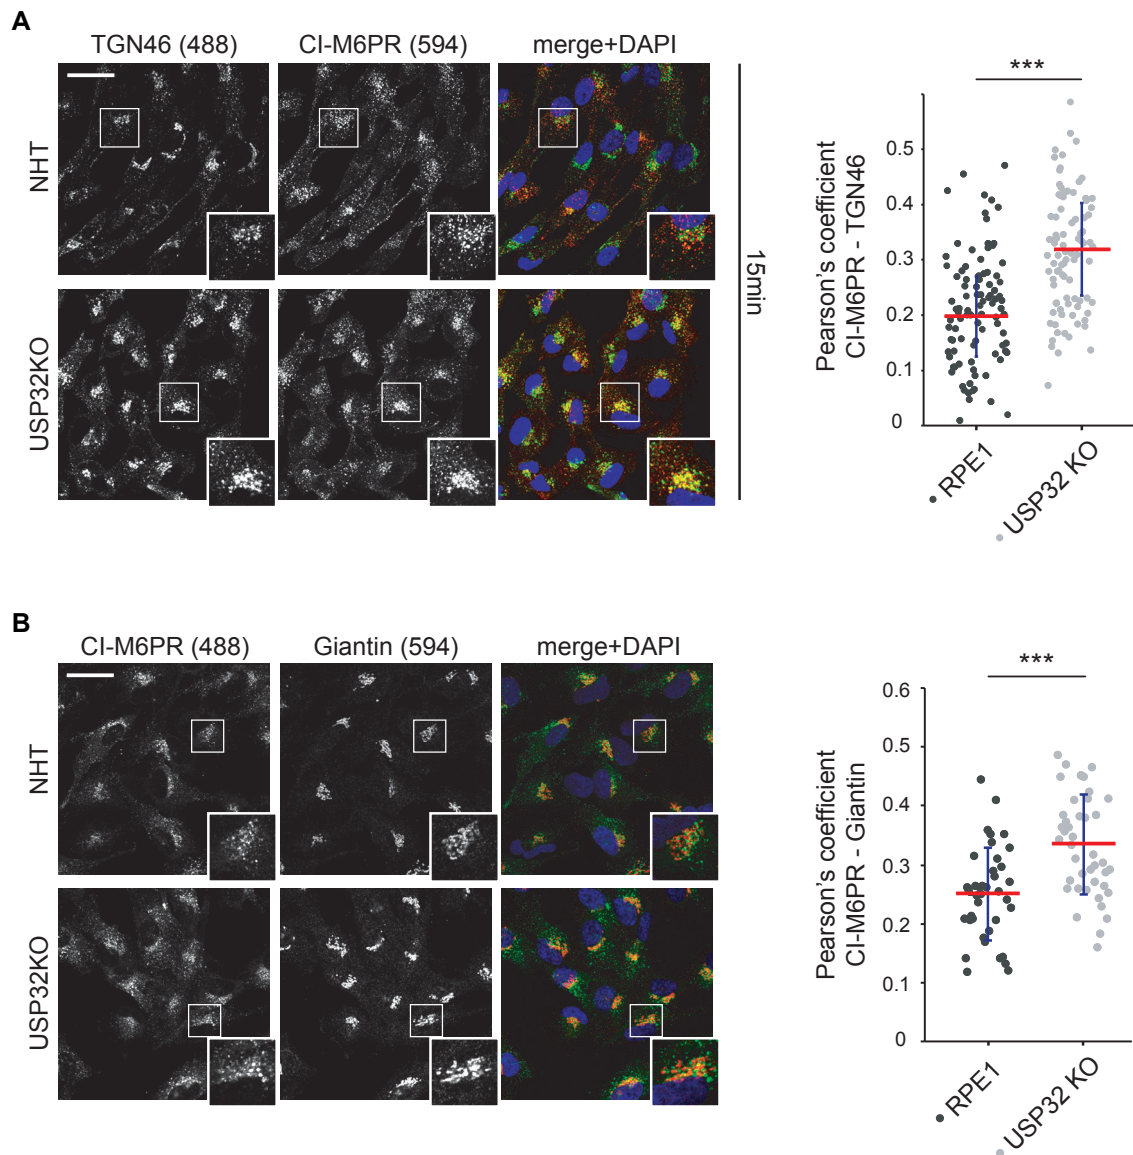 A
TGN46 (488)
CI-M6PR (594)
merge+DAPI
NHT
USP32KO
15min
***
Pearson's coefficient
CI-M6PR - TGN46
0.5
0.4
0.3
0.2
0.1
0
RPE1
USP32 KO
B
CI-M6PR (488)
Giantin (594)
merge+DAPI
NHT
USP32KO
***
Pearson's coefficient
CI-M6PR - Giantin
0.6
0.5
0.4
0.3
0.2
0.1
0
RPE1
USP32 KO